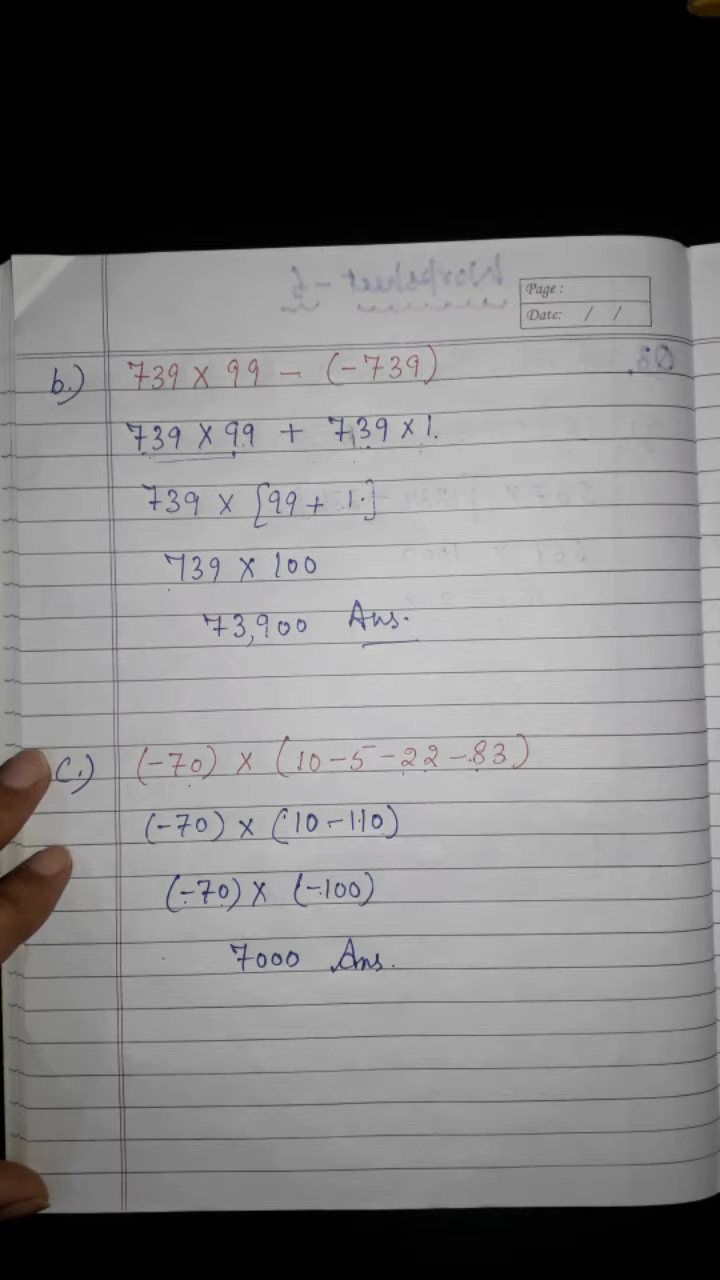 Page:
Date: / /
b.) 739 × 99 - (-739)
739 × 99 + 739 × 1.
739 × [99 + 1.]
739 × 100
73,900 Ans.
c.) (-70) × (10-5-22-83)
(-70) × (10-110)
(-70) × (-100)
7000 Ans.